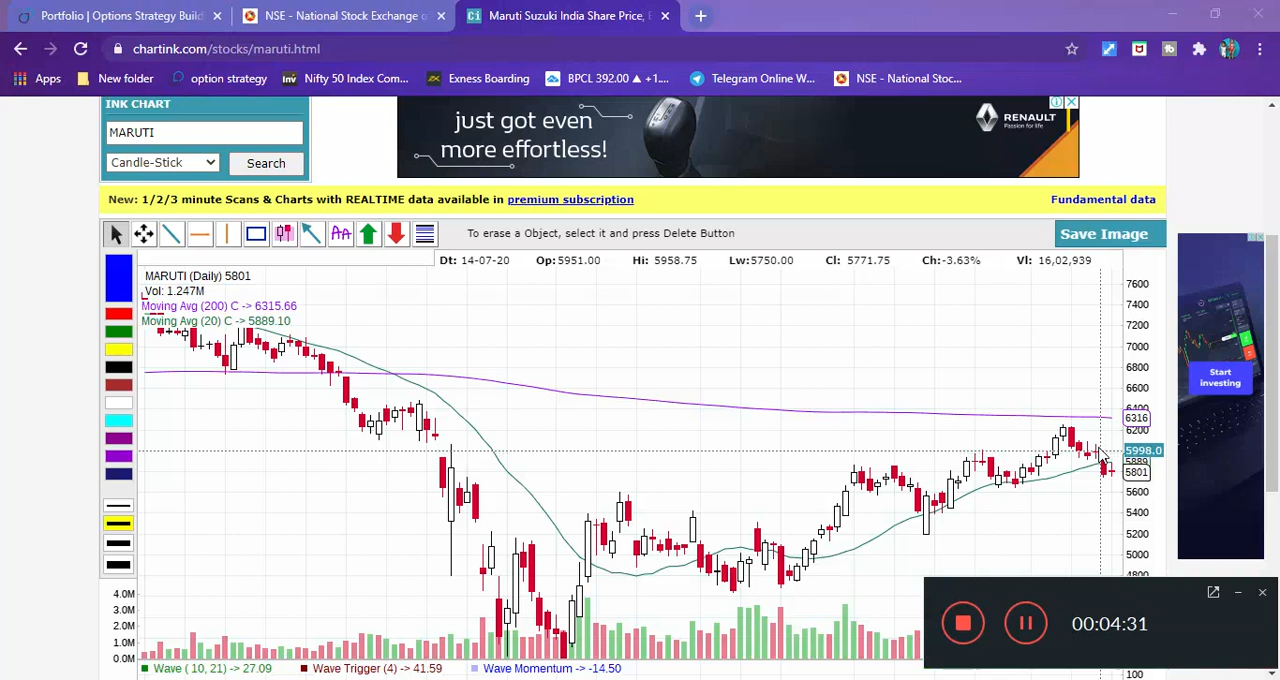 Portfolio | Options Strategy Build
NSE - National Stock Exchange o
Ci Maruti Suzuki India Share Price, E
chartink.com/stocks/maruti.html
Apps
New folder
option strategy
inv Nifty 50 Index Com...
Exness Boarding
BPCL 392.00 ▲ +1....
Telegram Online W...
NSE - National Stoc...
INK CHART
MARUTI
Candle-Stick
Search
just got even
more effortless!
RENAULT
New: 1/2/3 minute Scans & Charts with REALTIME data available in premium subscription
Fundamental data
To erase a Object, select it and press Delete Button
Save Image
Dt: 14-07-20 Op:5951.00 Hi: 5958.75 Lw:5750.00 Cl: 5771.75 Ch:-3.63% Vl: 16,02,939
MARUTI (Daily) 5801
Vol: 1.247M
Moving Avg (200) C -> 6315.66
Moving Avg (20) C -> 5889.10
7600
7400
7200
7000
6800
6600
6400
6316
6200
5998.0
5889
5801
5600
5400
5200
5000
4800
Start
investing
4.0M
3.0M
2.0M
1.0M
0.0M
00:04:31
Wave (10, 21) -> 27.09
Wave Trigger (4) -> 41.59
Wave Momentum -> -14.50
100